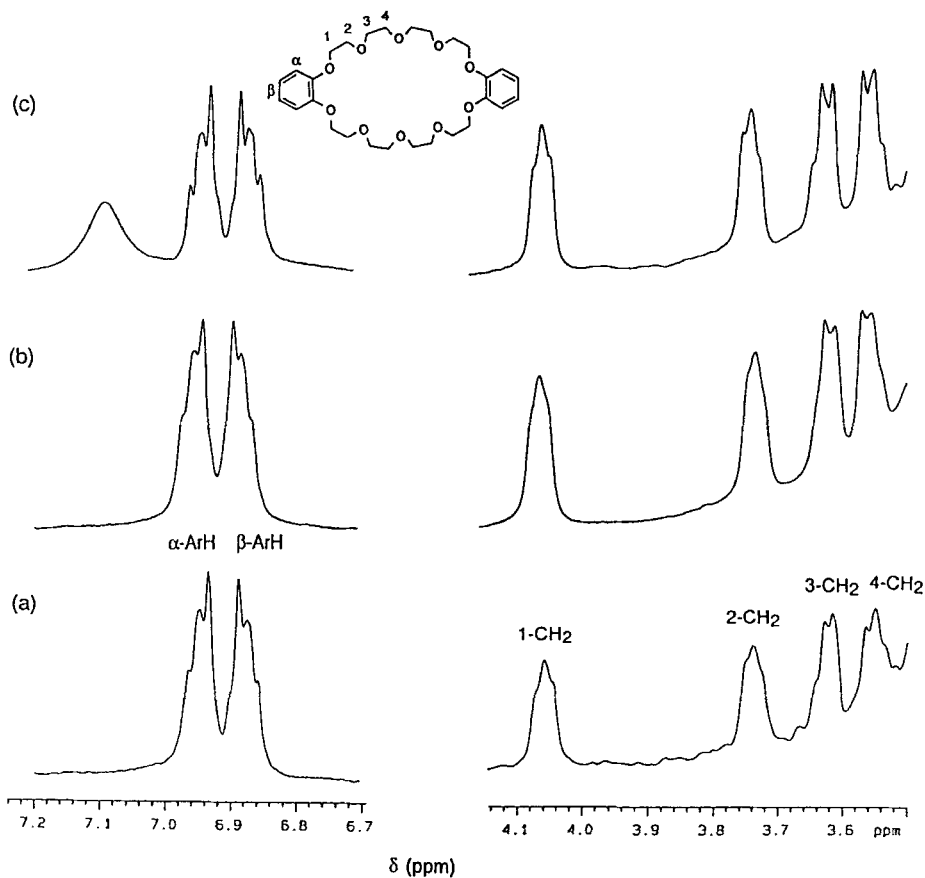 3 4
1 2
α
β
O O O O O
O O O O O
(c)
(b)
α-ArH β-ArH
(a)
1-CH2 2-CH2 3-CH2 4-CH2
7.2 7.1 7.0 6.9 6.8 6.7
4.1 4.0 3.9 3.8 3.7 3.6 ppm
δ (ppm)